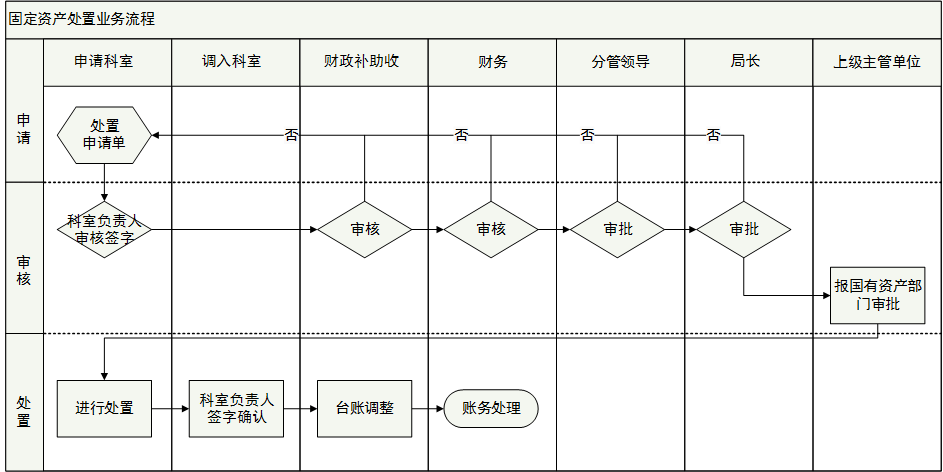 固定资产处置业务流程
申请科室
调入科室
财政补助收
财务
分管领导
局长
上级主管单位
申
请
处置
申请单
否
否
否
否
审
核
科室负责人
审核签字
审核
审核
审批
审批
报国有资产部
门审批
处
置
进行处置
科室负责人
签字确认
台账调整
账务处理